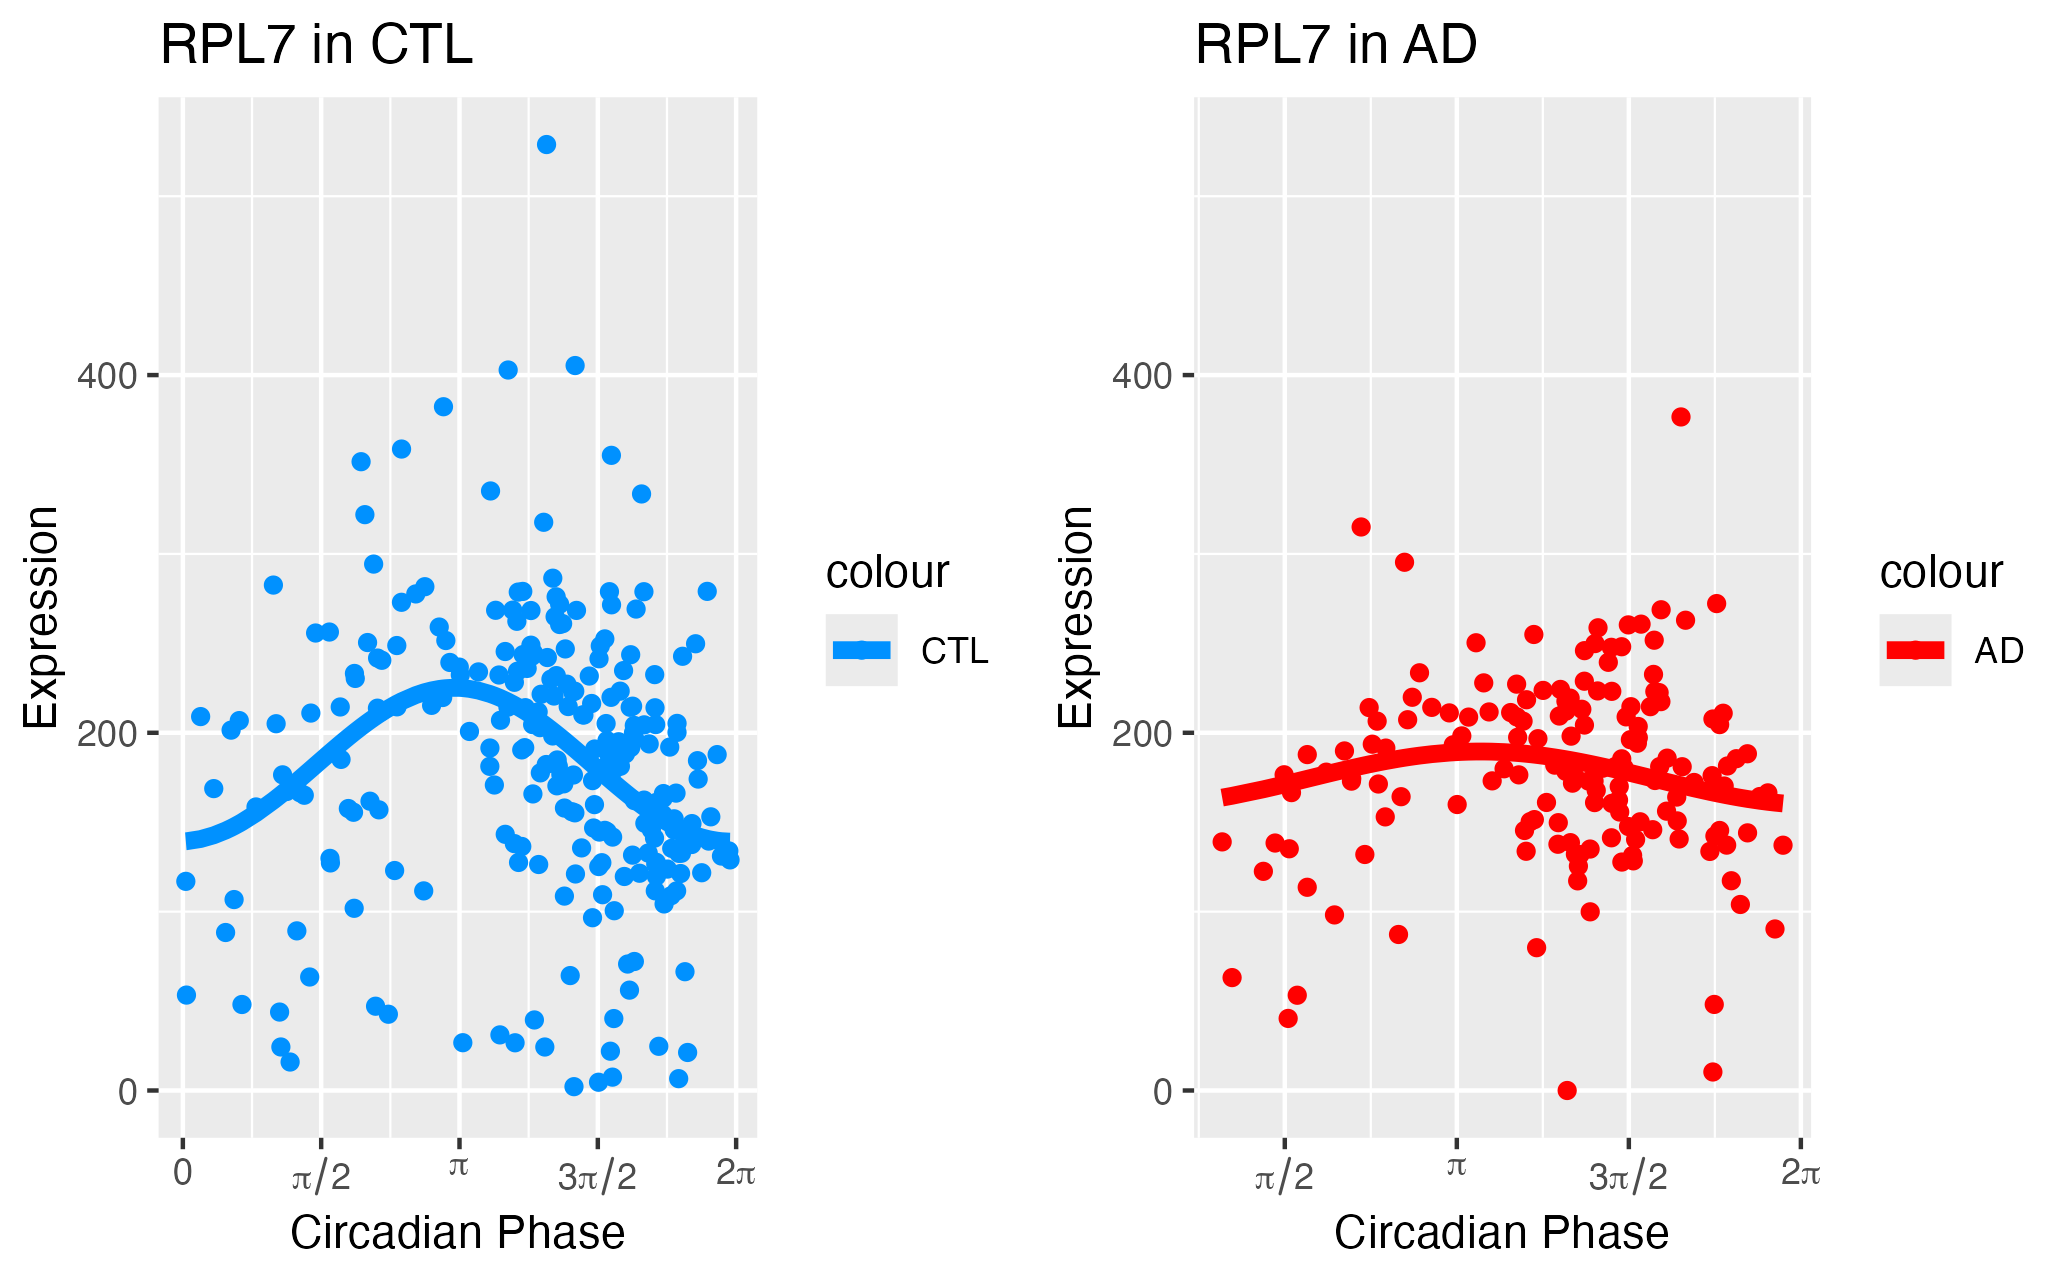 RPL7 in CTL
Expression
400
200
0
0
π/2
π
3π/2
2π
Circadian Phase
colour
CTL
RPL7 in AD
Expression
400
200
0
π/2
π
3π/2
2π
Circadian Phase
colour
AD